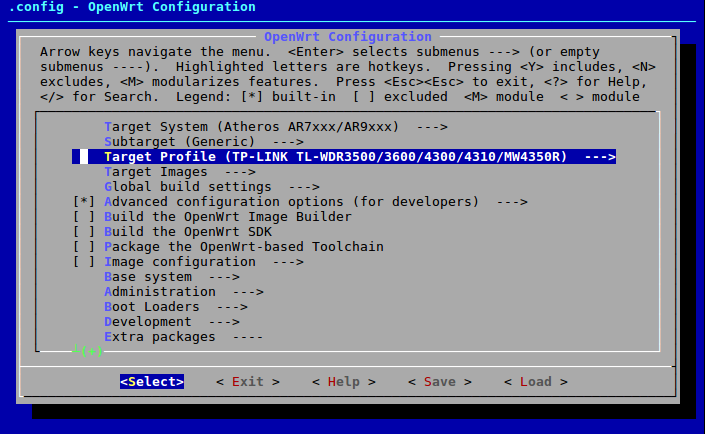 .config - OpenWrt Configuration
OpenWrt Configuration
Arrow keys navigate the menu.  <Enter> selects submenus ---> (or empty
submenus ----).  Highlighted letters are hotkeys.  Pressing <Y> includes, <N>
excludes, <M> modularizes features.  Press <Esc><Esc> to exit, <?> for Help,
</> for Search.  Legend: [*] built-in  [ ] excluded  <M> module  < > module
Target System (Atheros AR7xxx/AR9xxx)  --->
Subtarget (Generic)  --->
Target Profile (TP-LINK TL-WDR3500/3600/4300/4310/MW4350R)  --->
Target Images  --->
Global build settings  --->
[*] Advanced configuration options (for developers)  --->
[ ] Build the OpenWrt Image Builder
[ ] Build the OpenWrt SDK
[ ] Package the OpenWrt-based Toolchain
[ ] Image configuration  --->
Base system  --->
Administration  --->
Boot Loaders  --->
Development  --->
Extra packages  ----
(+)
<Select>    < Exit >    < Help >    < Save >    < Load >